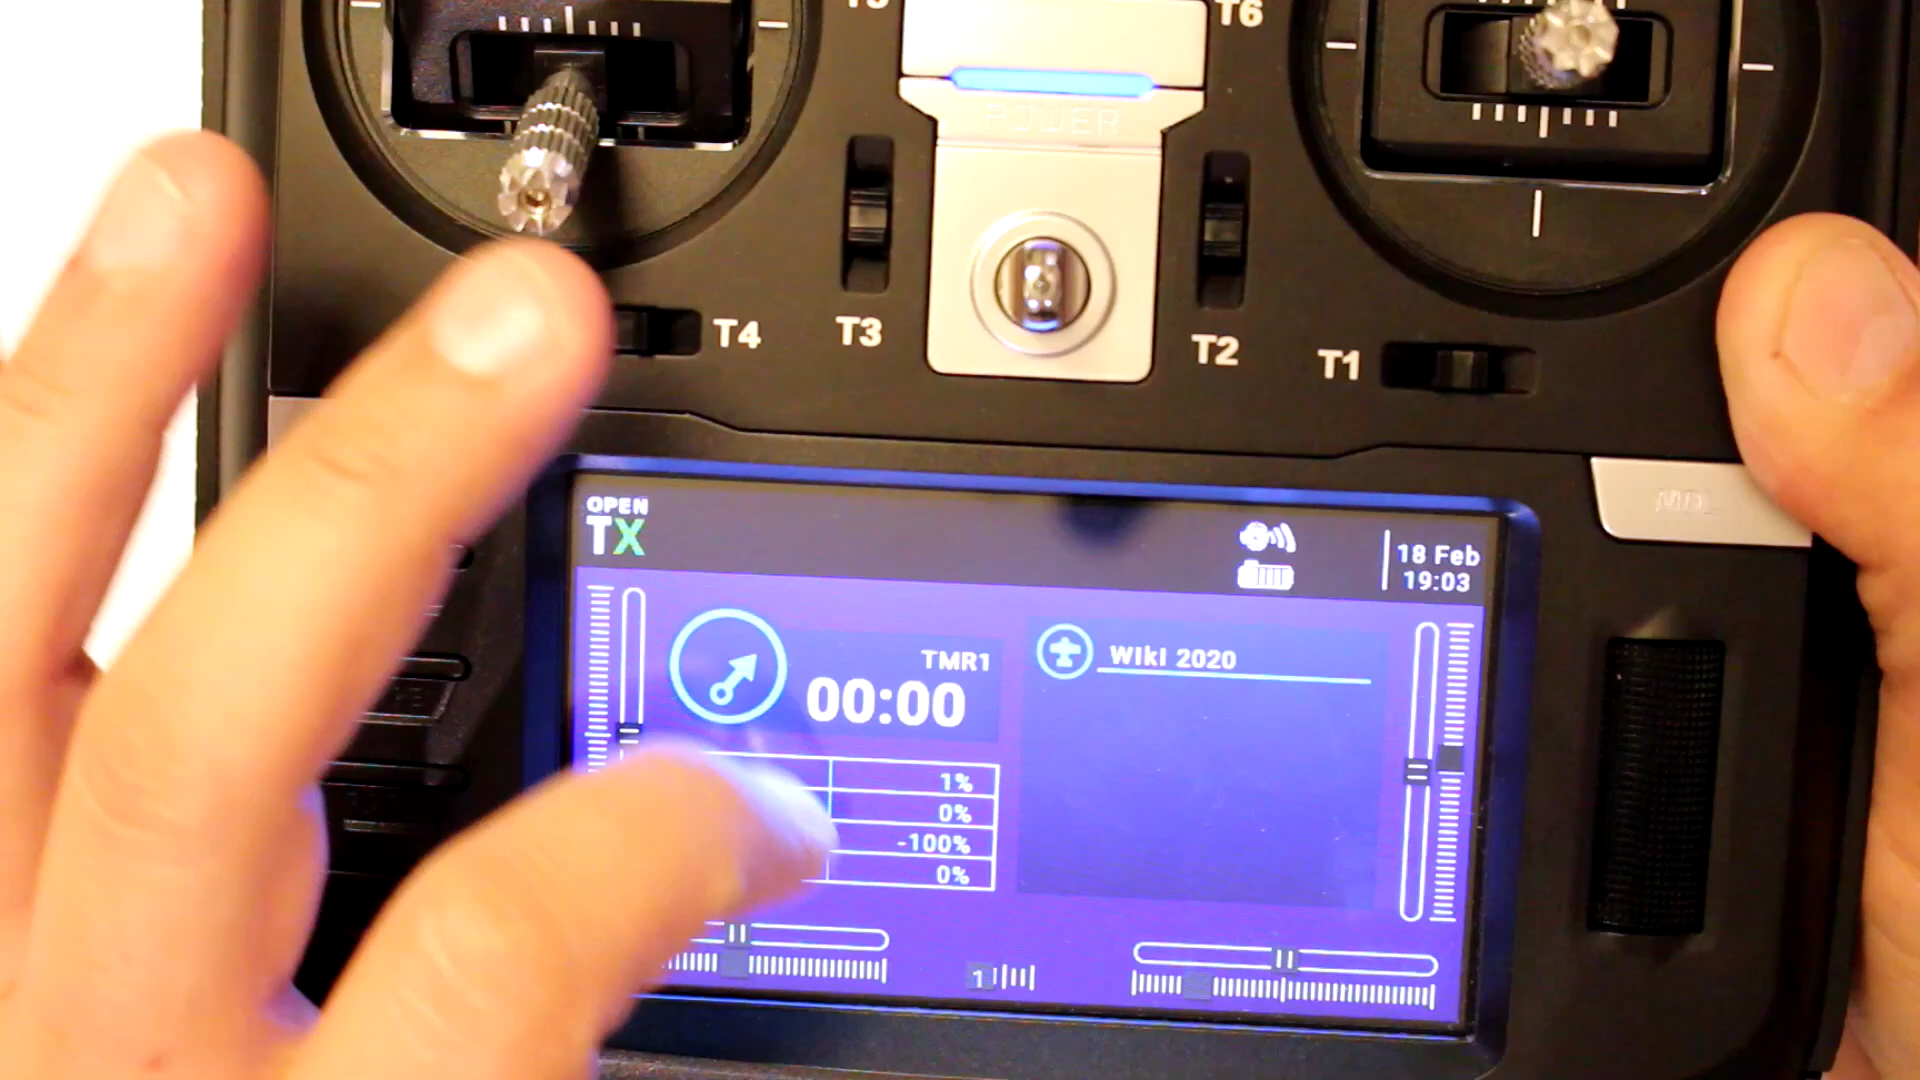 T6
POWER
T4
T3
T2
T1
OPEN
TX
18 Feb
19:03
TMR1
00:00
WIkI 2020
1%
0%
-100%
0%
1